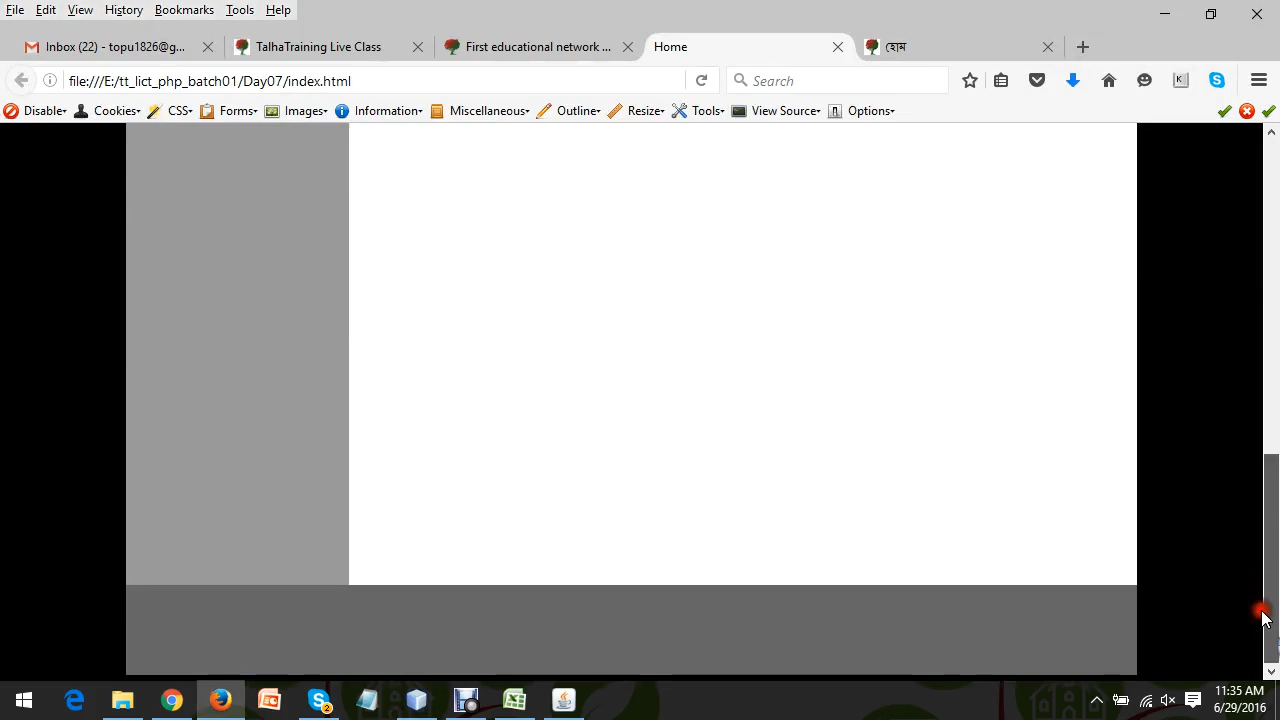 File Edit View History Bookmarks Tools Help
Inbox (22) - topu1826@g... TalhaTraining Live Class First educational network ... Home হোম
file:///E:/tt_lict_php_batch01/Day07/index.html Search
Disable Cookies CSS Forms Images Information Miscellaneous Outline Resize Tools View Source Options
2
11:35 AM
6/29/2016